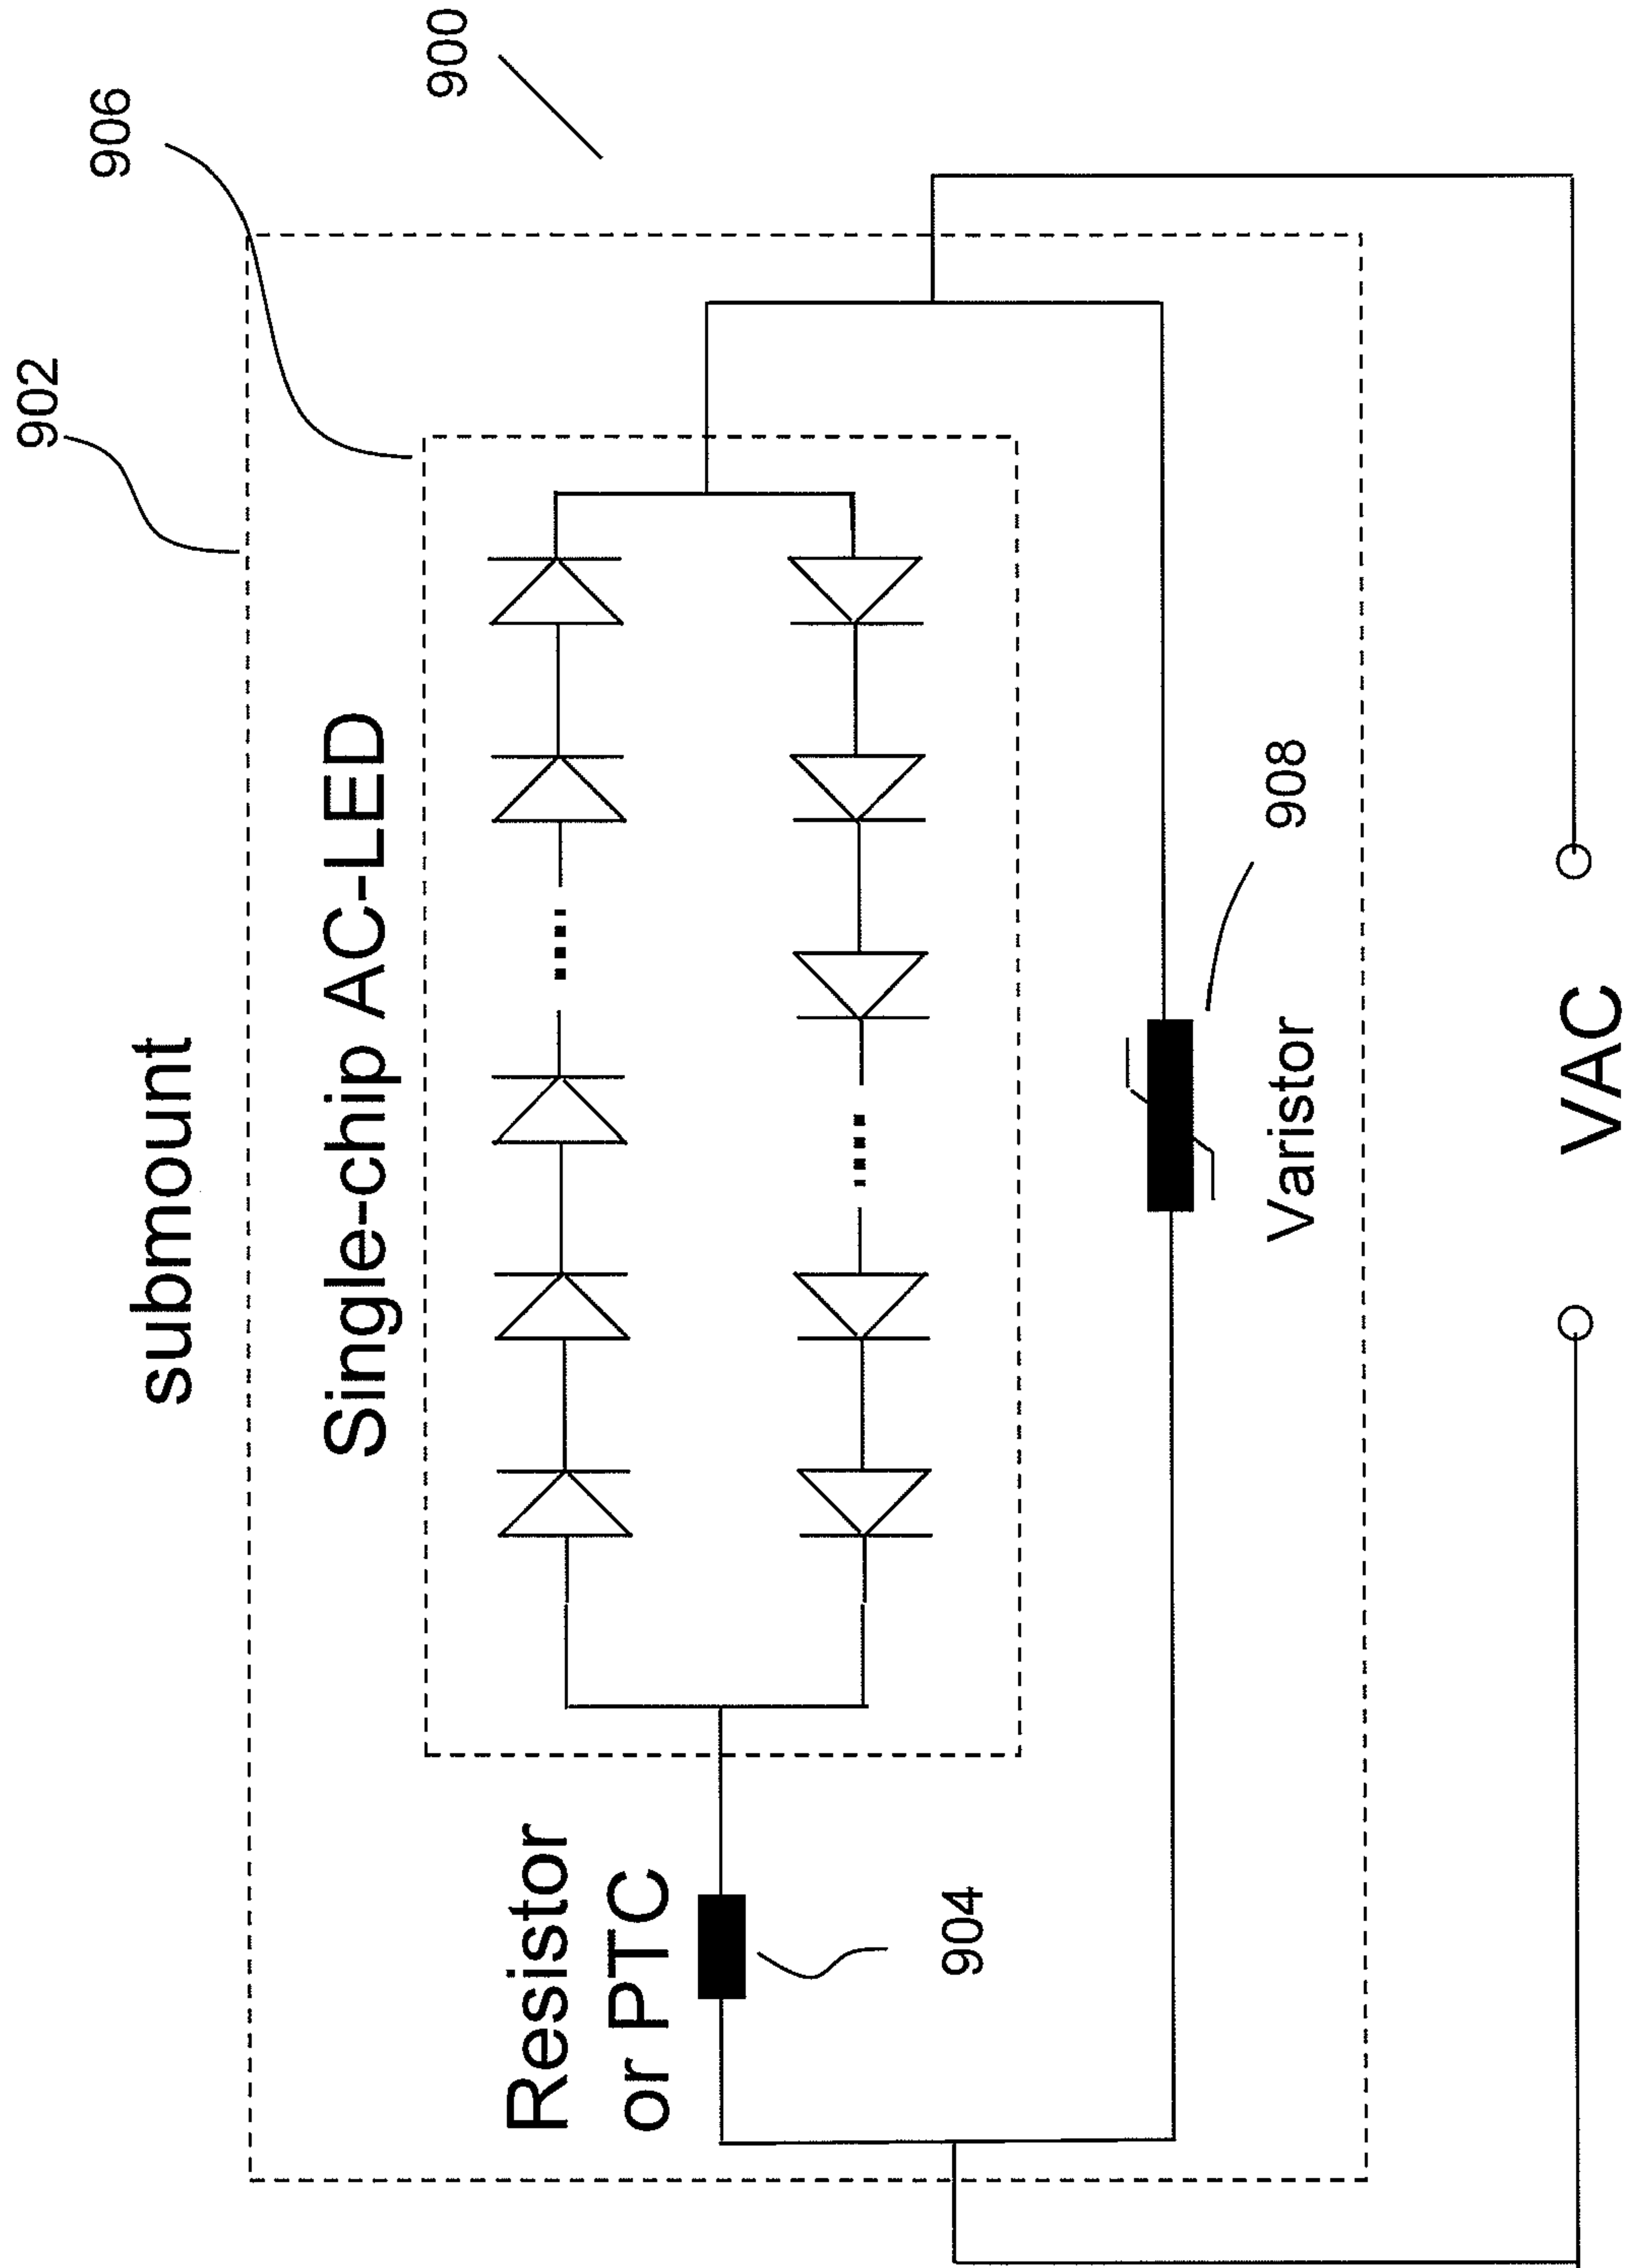 902
906
900
submount
Single-chip AC-LED
Resistor
or PTC
904
908
Varistor
VAC